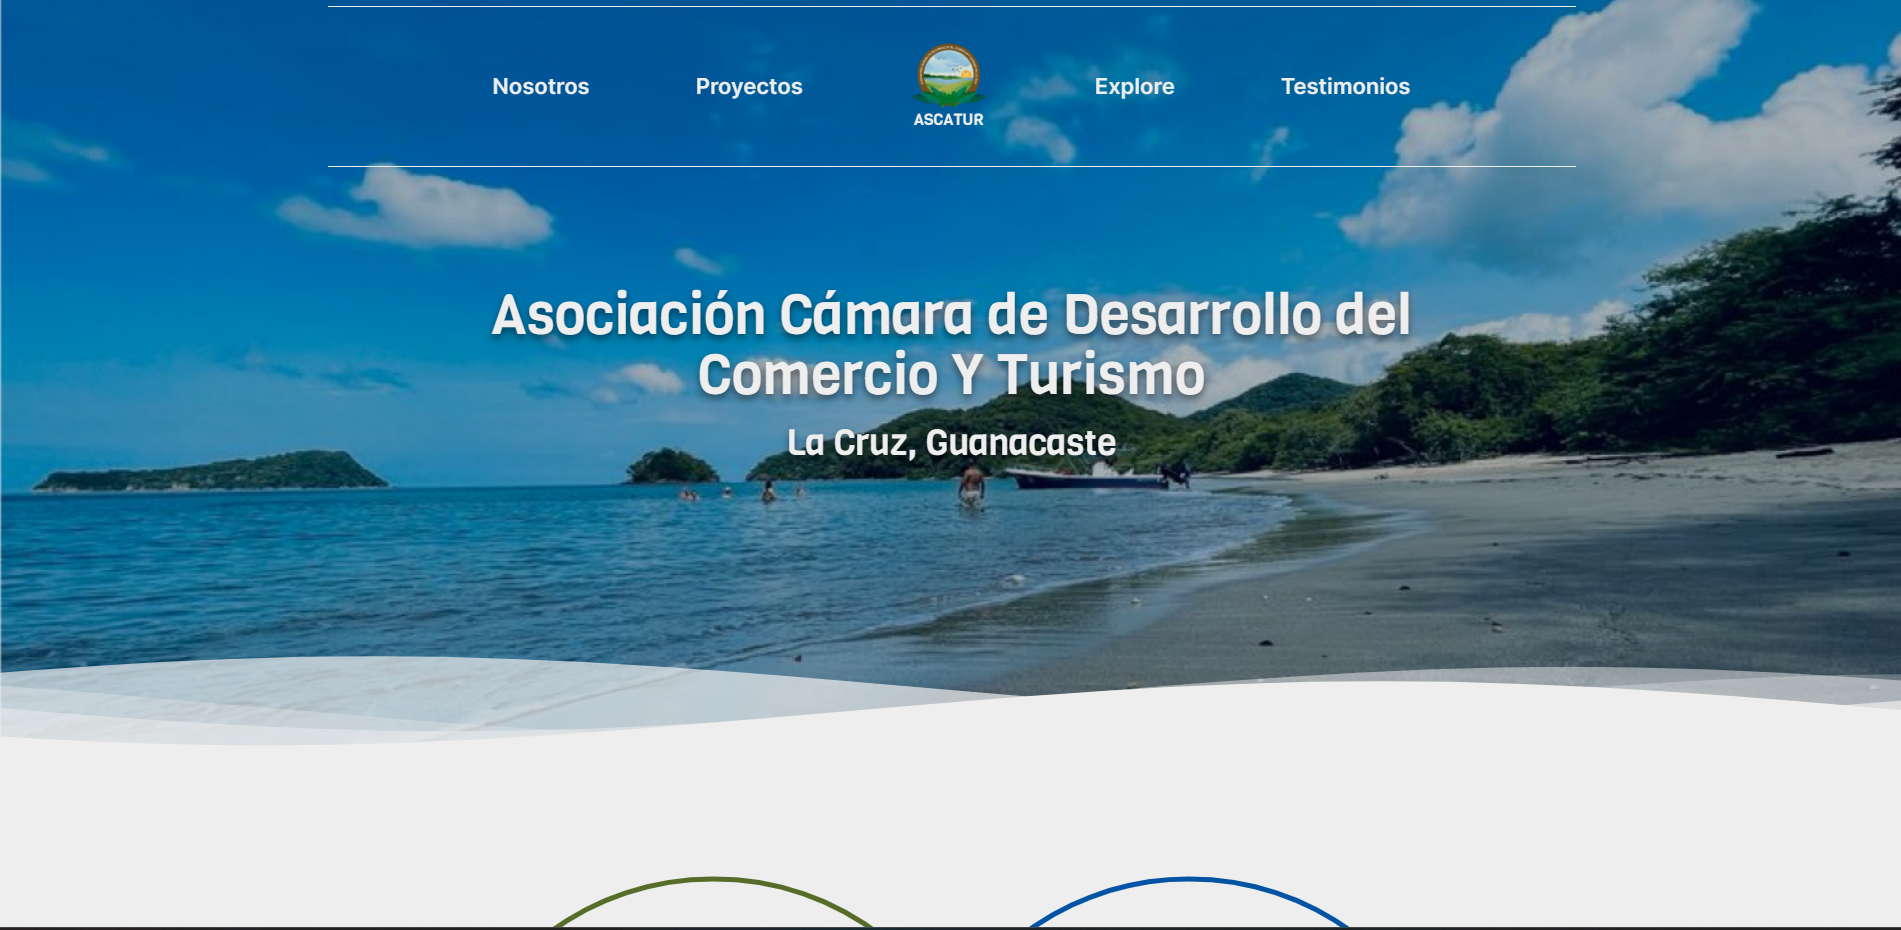 Nosotros
Proyectos
ASCATUR
Explore
Testimonios
Asociación Cámara de Desarrollo del
Comercio Y Turismo
La Cruz, Guanacaste